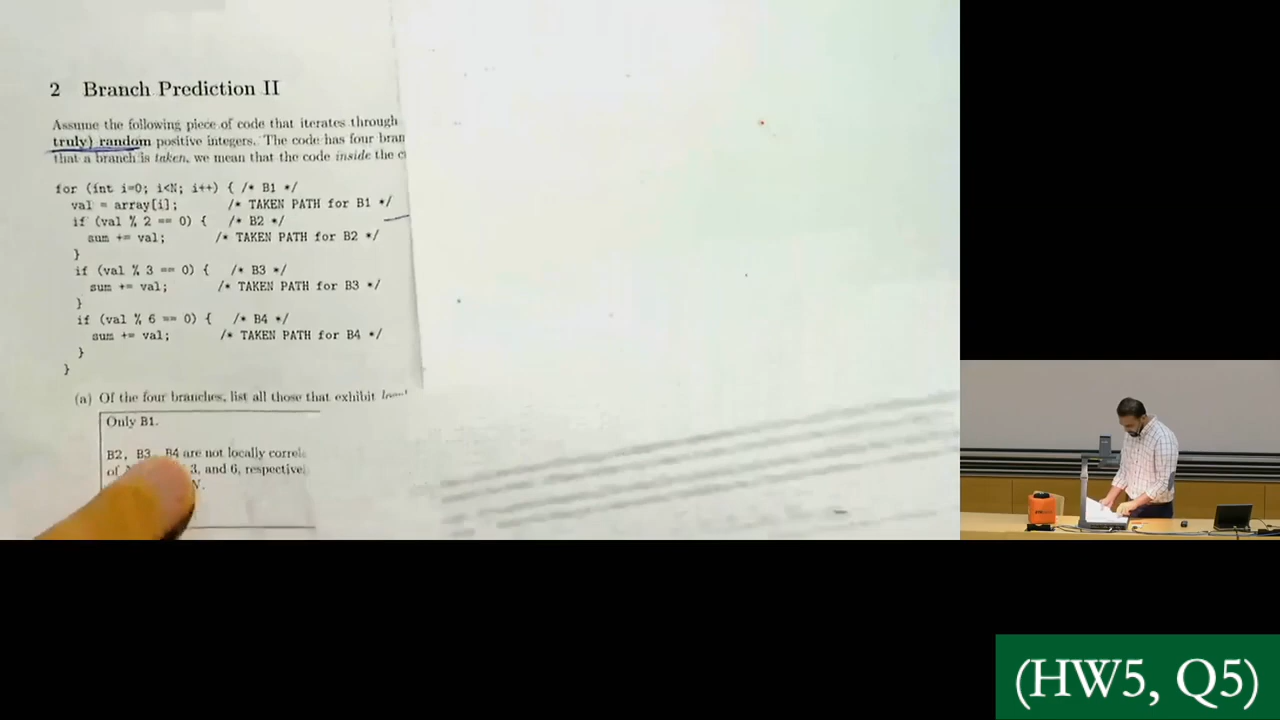 2 Branch Prediction II
Assume the following piece of code that iterates through
truly) random positive integers. The code has four bran
that a branch is taken, we mean that the code inside the c
for (int i=0; i<N; i++) { /* B1 */
val = array[i]; /* TAKEN PATH for B1 */
if (val % 2 == 0) { /* B2 */
sum += val; /* TAKEN PATH for B2 */
}
if (val % 3 == 0) { /* B3 */
sum += val; /* TAKEN PATH for B3 */
}
if (val % 6 == 0) { /* B4 */
sum += val; /* TAKEN PATH for B4 */
}
}
(a) Of the four branches, list all those that exhibit
Only B1.
B2, B3, B4 are not locally correl
of 3, and 6, respective
(HW5, Q5)